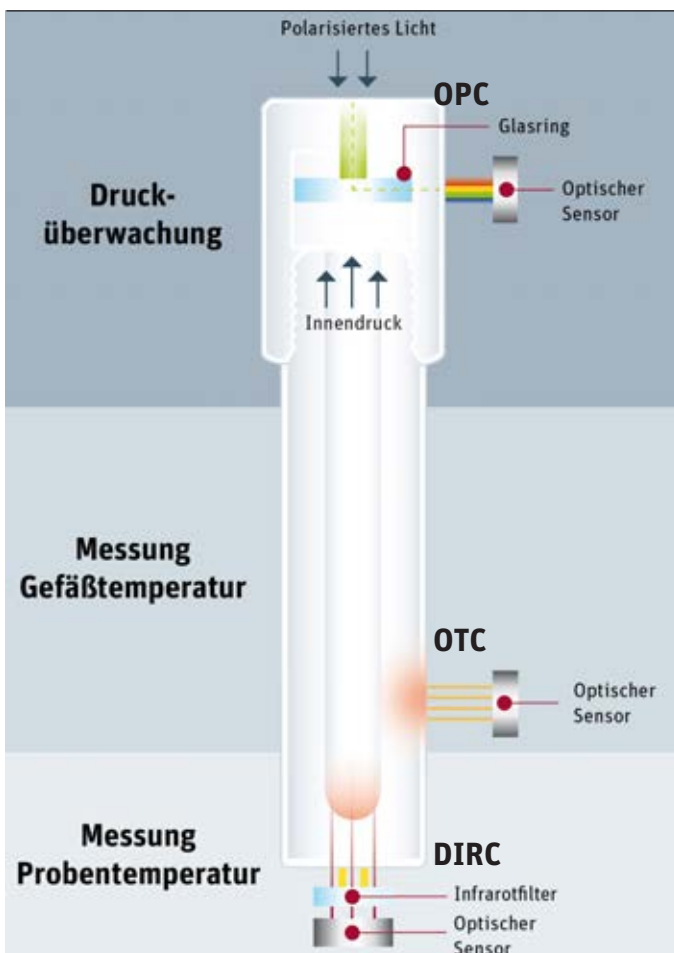 Polarisiertes Licht
OPC
Glasring
Druck-
überwachung
Optischer
Sensor
Innendruck
Messung
Gefäßtemperatur
OTC
Optischer
Sensor
Messung
Probentemperatur
DIRC
Infrarotfilter
Optischer
Sensor